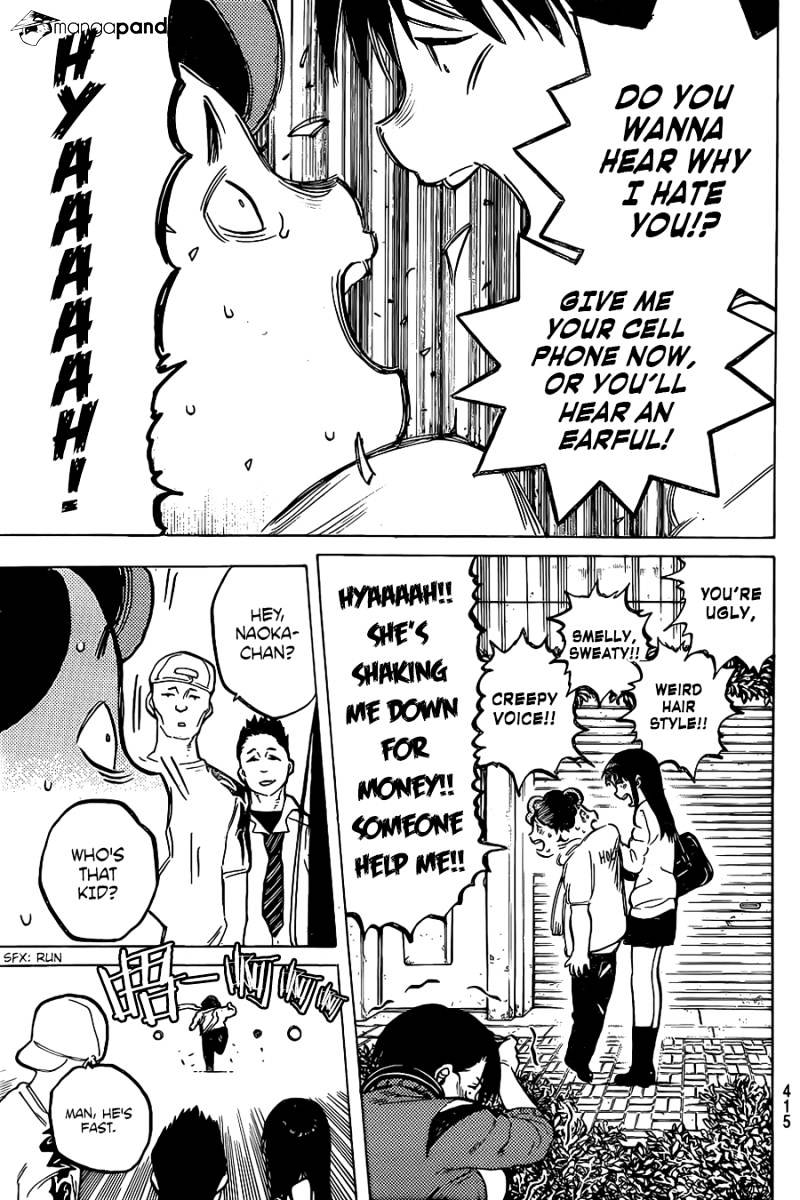 mangapand
DO YOU
WANNA
HEAR WHY
I HATE
YOU!?
GIVE ME
YOUR CELL
PHONE NOW,
OR YOU'LL
HEAR AN
EARFUL!
HYAAAAAAH!
YOU'RE
UGLY,
SMELLY,
SWEATY!!
WEIRD
HAIR
STYLE!!
CREEPY
VOICE!!
HYAAAAH!!
SHE'S
SHAKING
ME DOWN
FOR
MONEY!!
SOMEONE
HELP ME!!
HEY,
NAOKA-
CHAN?
WHO'S
THAT
KID?
SFX: RUN
MAN, HE'S
FAST.
415